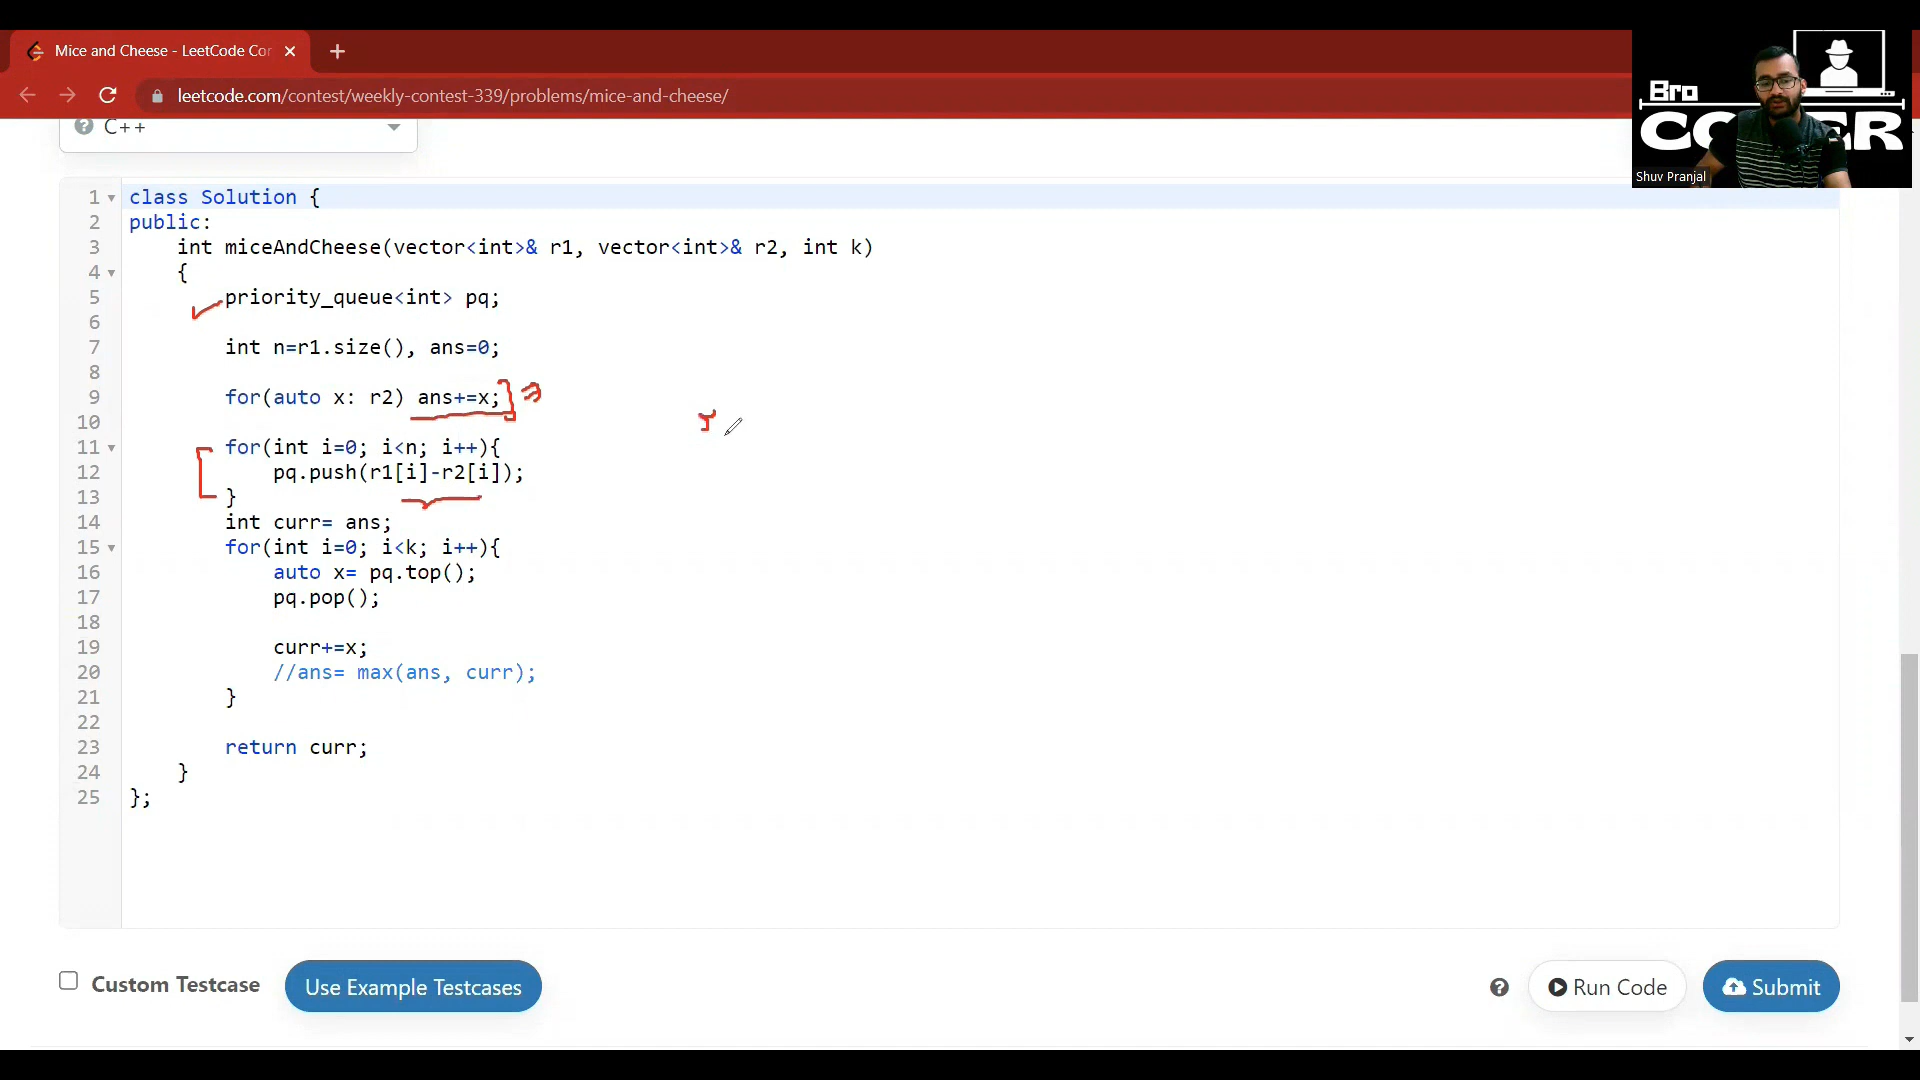 Mice and Cheese - LeetCode Cor
leetcode.com/contest/weekly-contest-339/problems/mice-and-cheese/
Bro
CODER
Shuv Pranjal
C++
1 class Solution {
2 public:
3 int miceAndCheese(vector<int>& r1, vector<int>& r2, int k)
4 {
5 priority_queue<int> pq;
6
7 int n=r1.size(), ans=0;
8
9 for(auto x: r2) ans+=x;
10
11 for(int i=0; i<n; i++){
12 pq.push(r1[i]-r2[i]);
13 }
14 int curr= ans;
15 for(int i=0; i<k; i++){
16 auto x= pq.top();
17 pq.pop();
18
19 curr+=x;
20 //ans= max(ans, curr);
21 }
22
23 return curr;
24 }
25 };
Custom Testcase
Use Example Testcases
Run Code
Submit